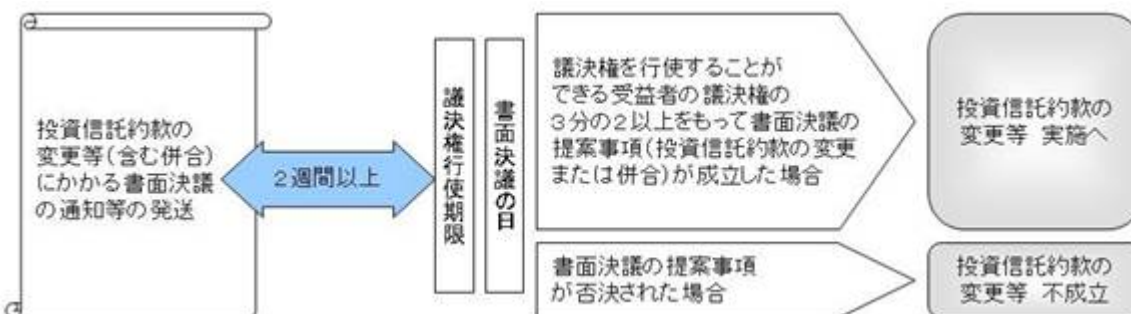 投資信託約款の
変更等(含む併合)
にかかる書面決議
の通知等の発送
2週間以上
議決権行使期限
書面決議の日
議決権を行使することが
できる受益者の議決権の
3分の2以上をもって書面決議の
提案事項(投資信託約款の変更
または併合)が成立した場合
投資信託約款の
変更等 実施へ
書面決議の提案事項
が否決された場合
投資信託約款の
変更等 不成立